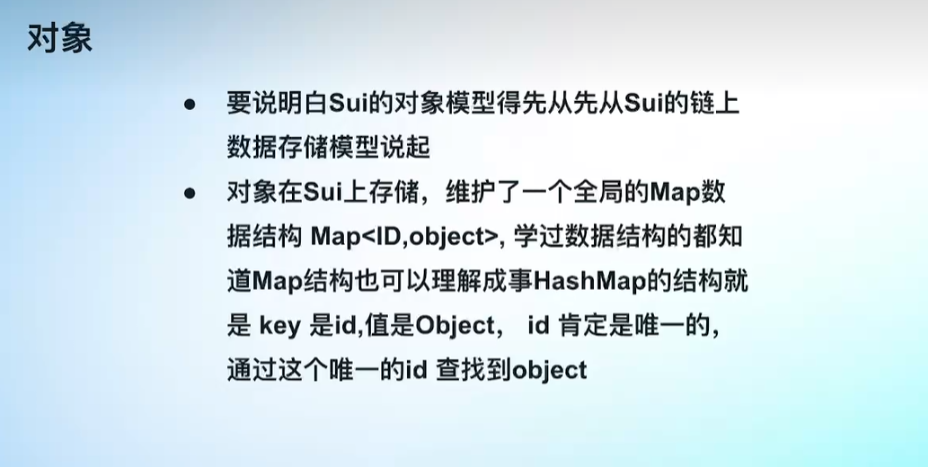 对象
● 要说明白Sui的对象模型得先从先从Sui的链上
数据存储模型说起
● 对象在Sui上存储，维护了一个全局的Map数
据结构 Map<ID,object>, 学过数据结构的都知
道Map结构也可以理解成事HashMap的结构就
是 key 是id,值是Object， id 肯定是唯一的，
通过这个唯一的id 查找到object